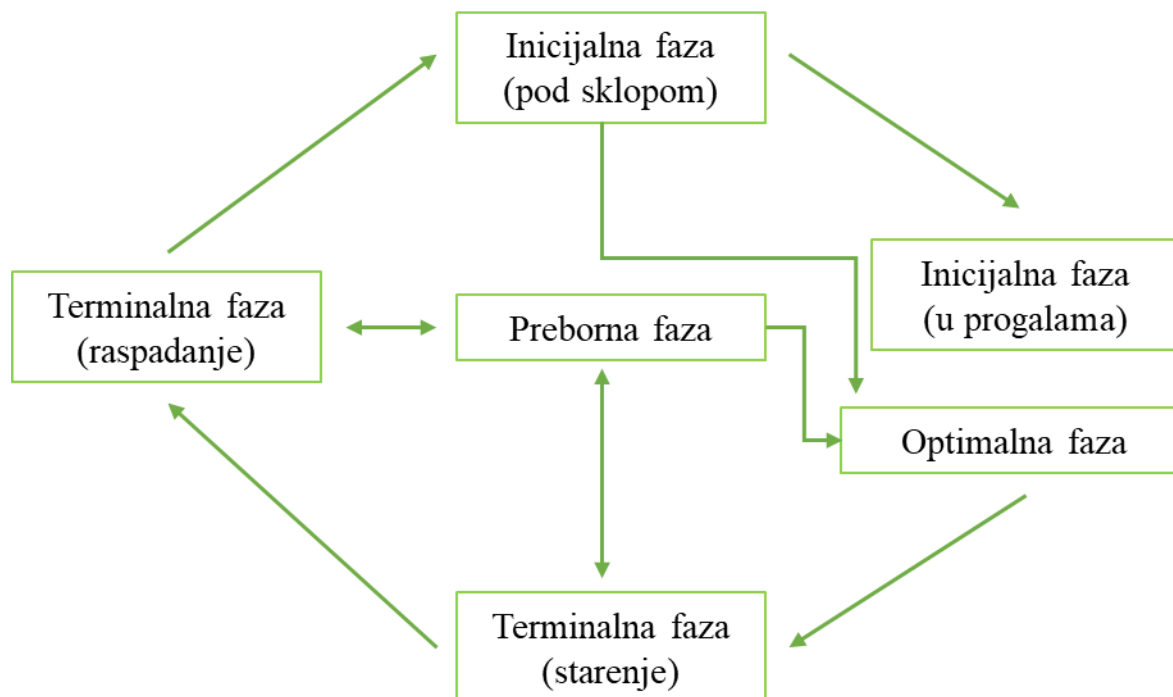 Inicijalna faza
(pod sklopom)
Inicijalna faza
(u progalama)
Terminalna faza
(raspadanje)
Preborna faza
Optimalna faza
Terminalna faza
(starenje)